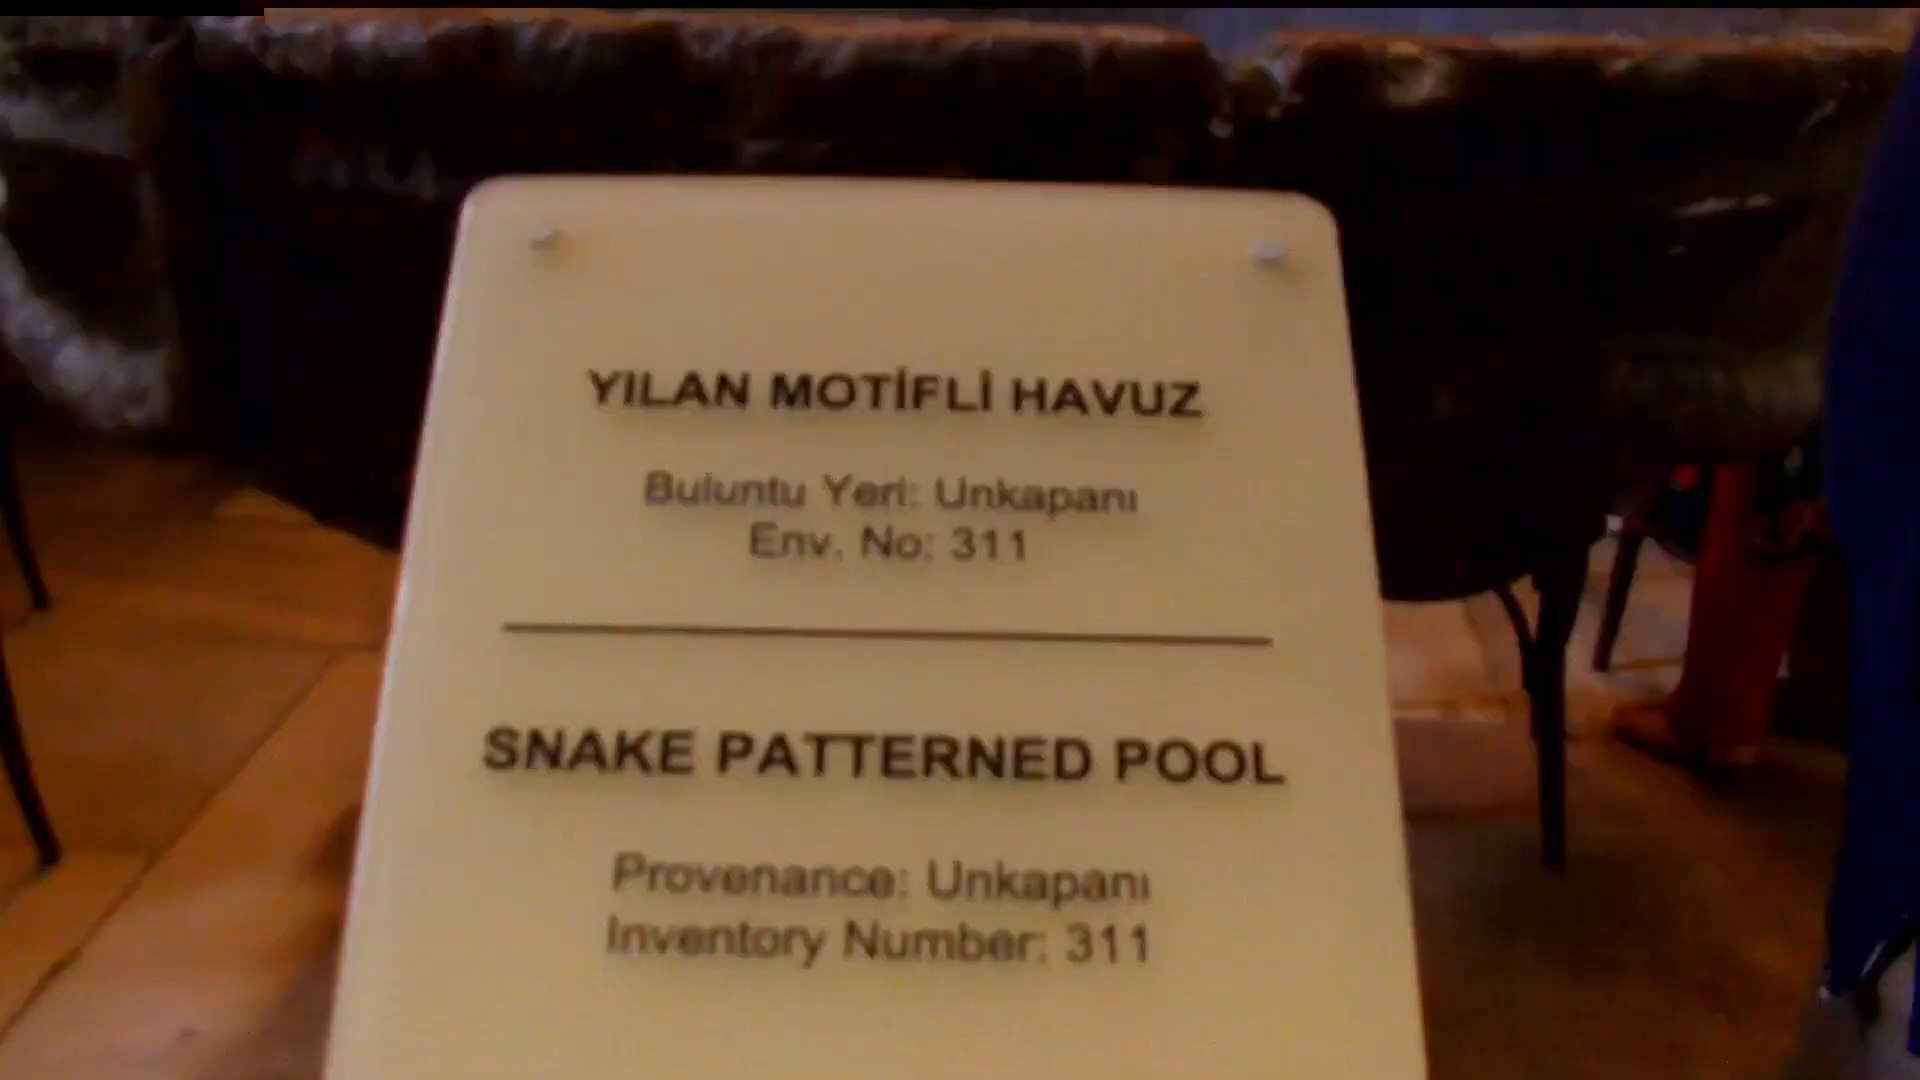 YILAN MOTİFLİ HAVUZ
Buluntu Yeri: Unkapanı
Env. No: 311
SNAKE PATTERNED POOL
Provenance: Unkapanı
Inventory Number: 311